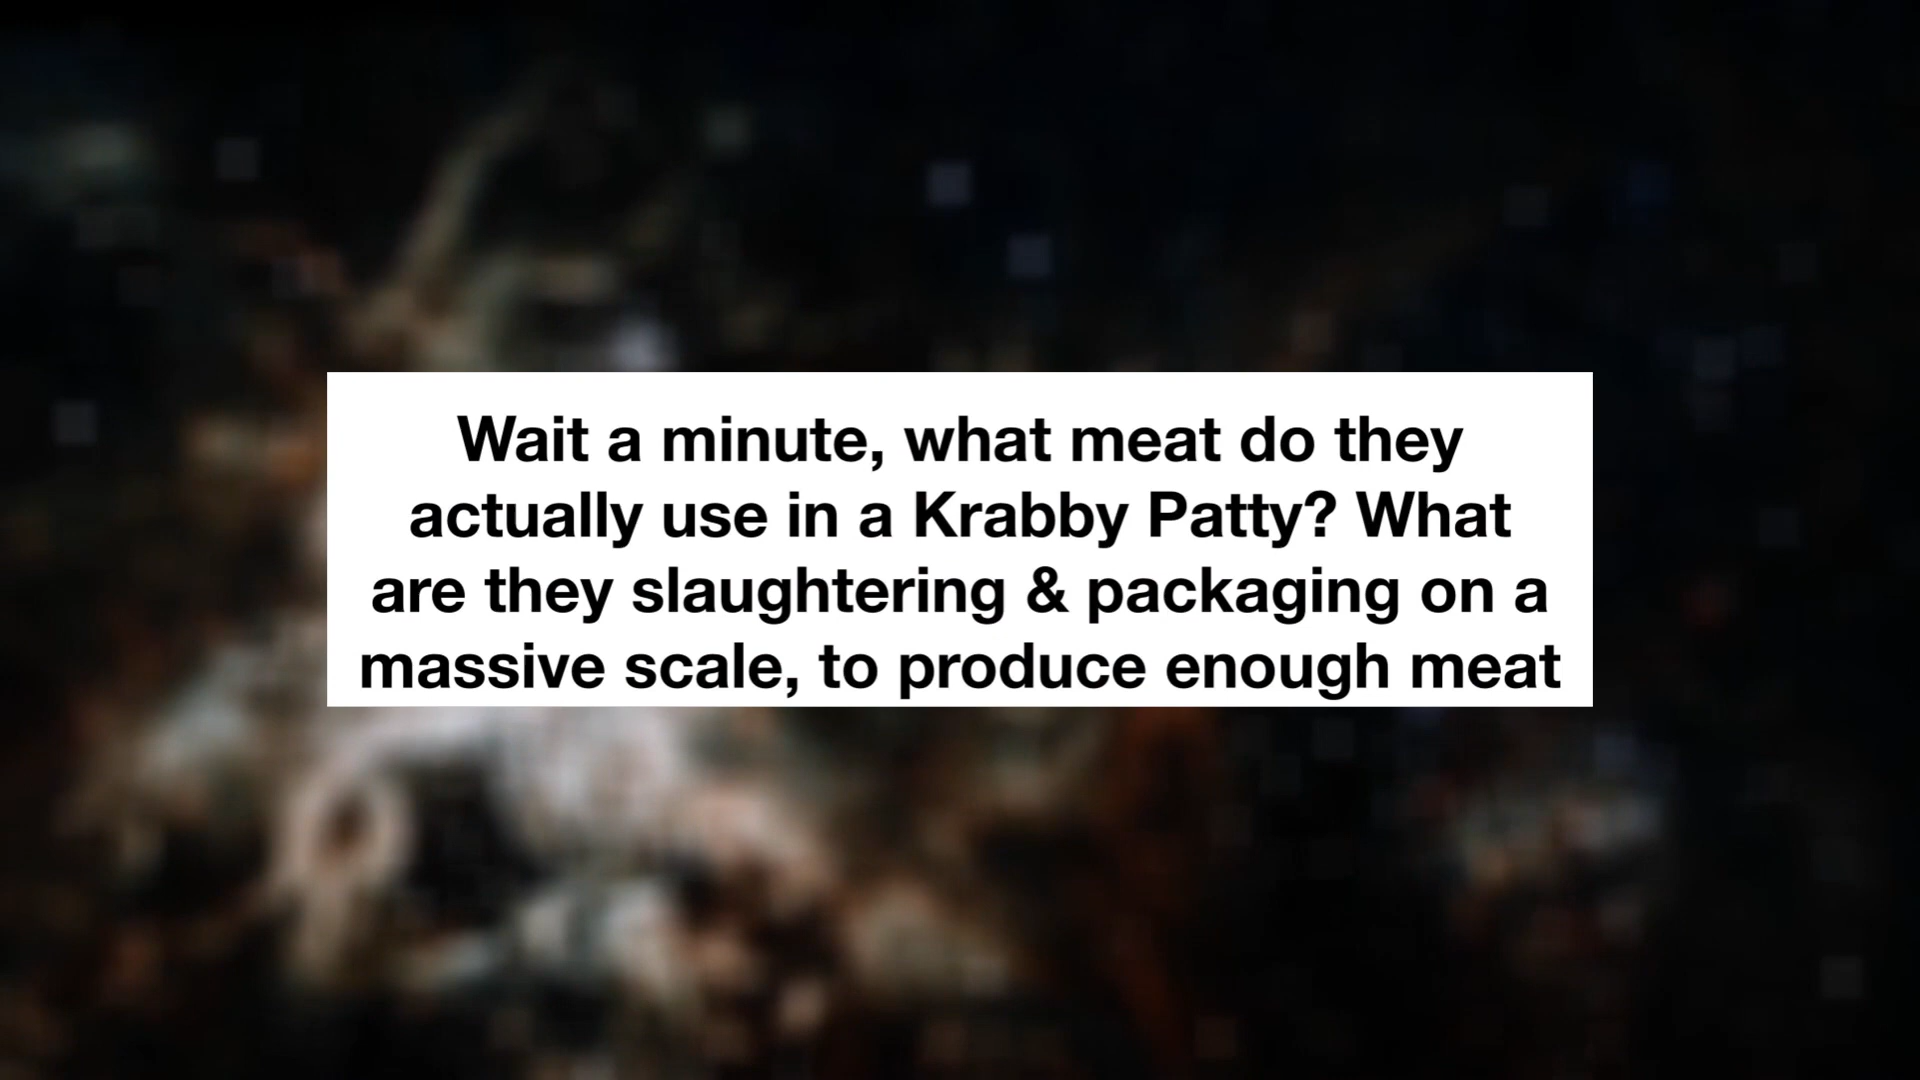 Wait a minute, what meat do they
actually use in a Krabby Patty? What
are they slaughtering & packaging on a
massive scale, to produce enough meat